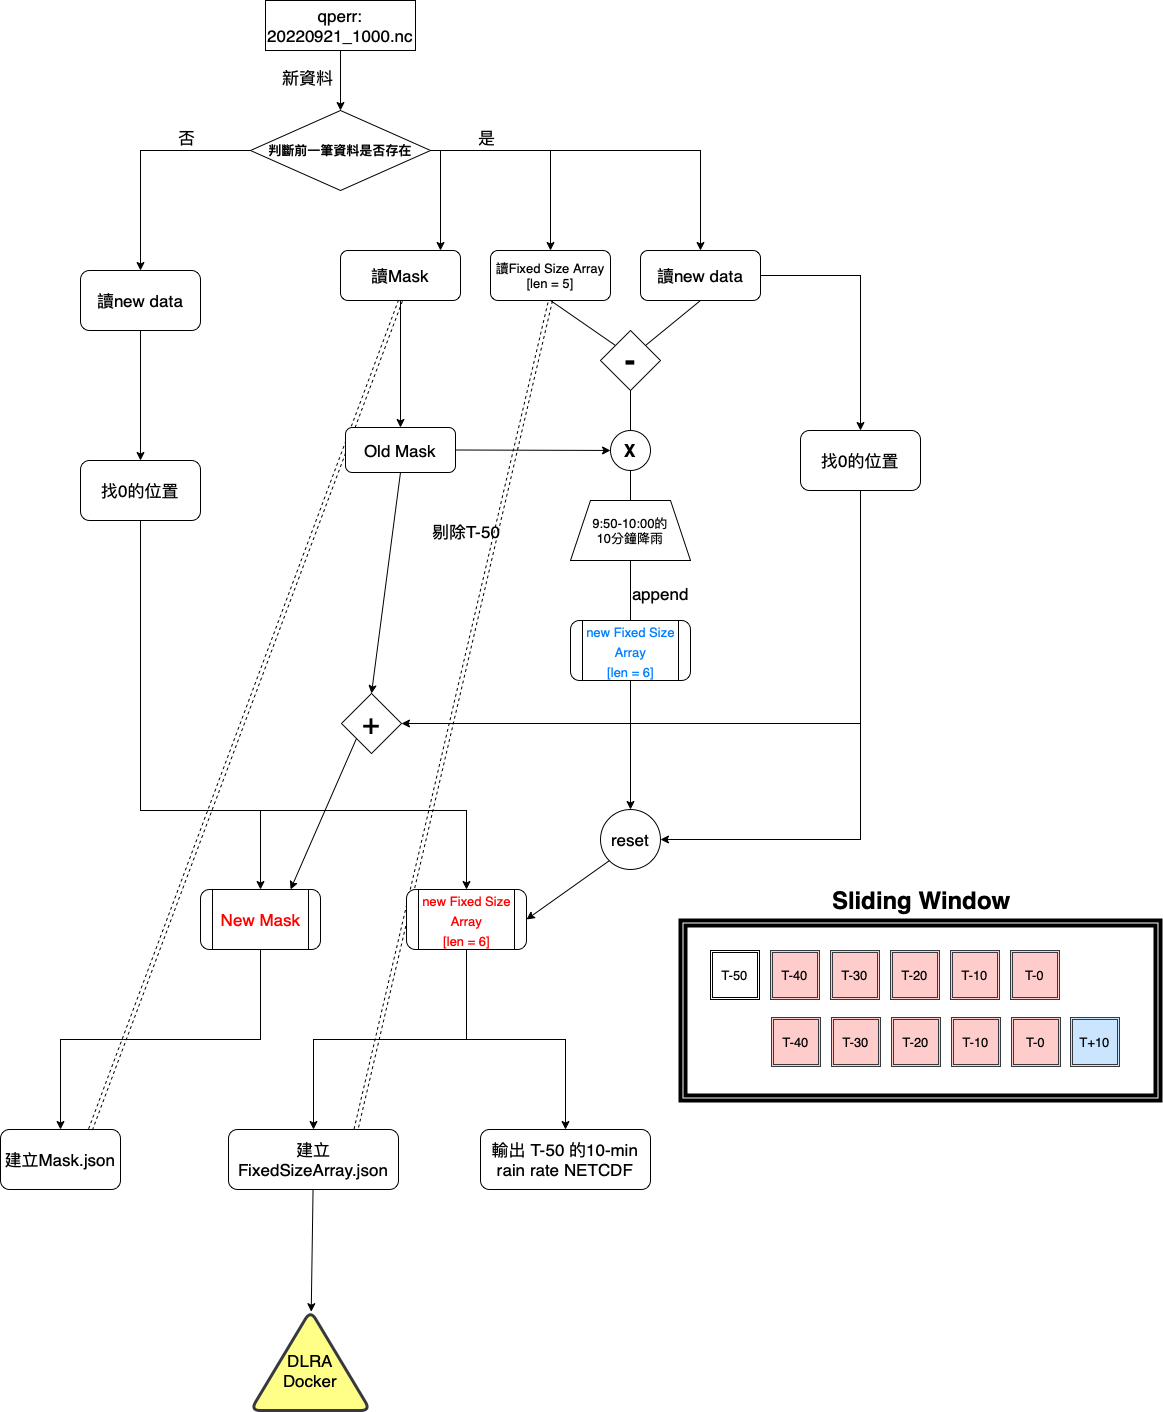 qperr:
20220921_1000.nc
新資料
否
是
判斷前一筆資料是否存在
讀new data
讀Mask
讀Fixed Size Array
[len = 5]
讀new data
-
Old Mask
X
找0的位置
找0的位置
剔除T-50
9:50-10:00的
10分鐘降雨
append
new Fixed Size
Array
[len = 6]
+
reset
New Mask
new Fixed Size
Array
[len = 6]
Sliding Window
T-50
T-40
T-30
T-20
T-10
T-0
T-40
T-30
T-20
T-10
T-0
T+10
建立Mask.json
建立
FixedSizeArray.json
輸出 T-50 的10-min
rain rate NETCDF
DLRA
Docker